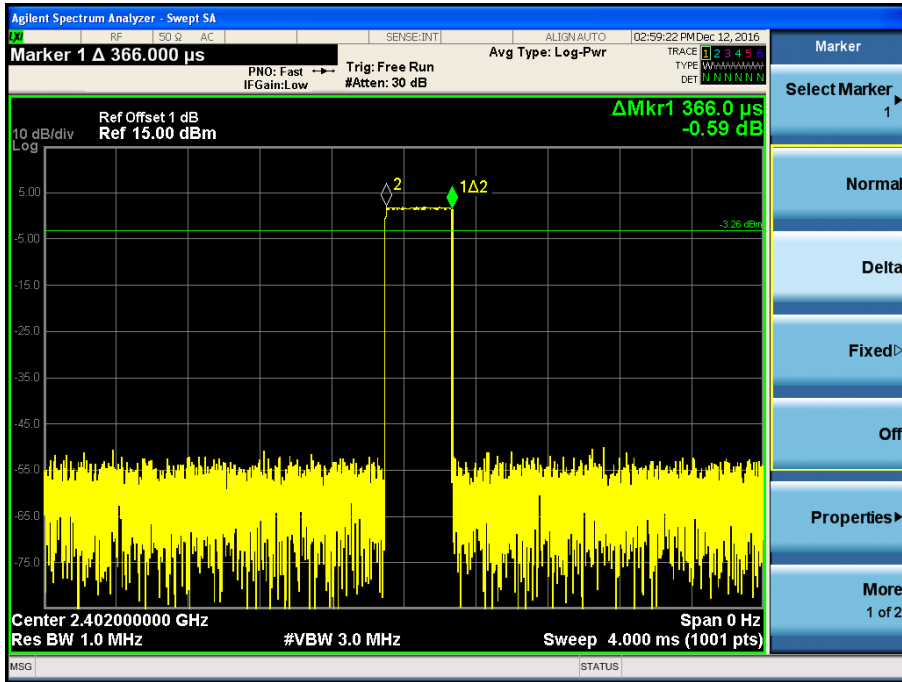 Agilent Spectrum Analyzer - Swept SA
LXI RF 50 Ω AC SENSE:INT ALIGN AUTO 02:59:22 PM Dec 12, 2016
Marker 1 Δ 366.000 µs
PNO: Fast
IFGain:Low
Trig: Free Run
#Atten: 30 dB
Avg Type: Log-Pwr
TRACE 1 2 3 4 5 6
TYPE WWWWWW
DET N N N N N N
ΔMkr1 366.0 µs
-0.59 dB
Ref Offset 1 dB
10 dB/div Ref 15.00 dBm
Log
5.00
-5.00
-15.0
-25.0
-35.0
-45.0
-55.0
-65.0
-75.0
2
1Δ2
-3.26 dBm
Center 2.402000000 GHz Span 0 Hz
Res BW 1.0 MHz #VBW 3.0 MHz Sweep 4.000 ms (1001 pts)
MSG STATUS
Marker
Select Marker
1
Normal
Delta
Fixed
Off
Properties
More
1 of 2